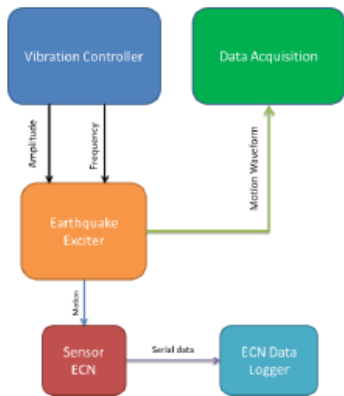 Vibration Controller
Data Acquisition
Amplitude
Frequency
Motion Waveform
Earthquake
Exciter
Motion
Sensor
ECN
Serial data
ECN Data
Logger